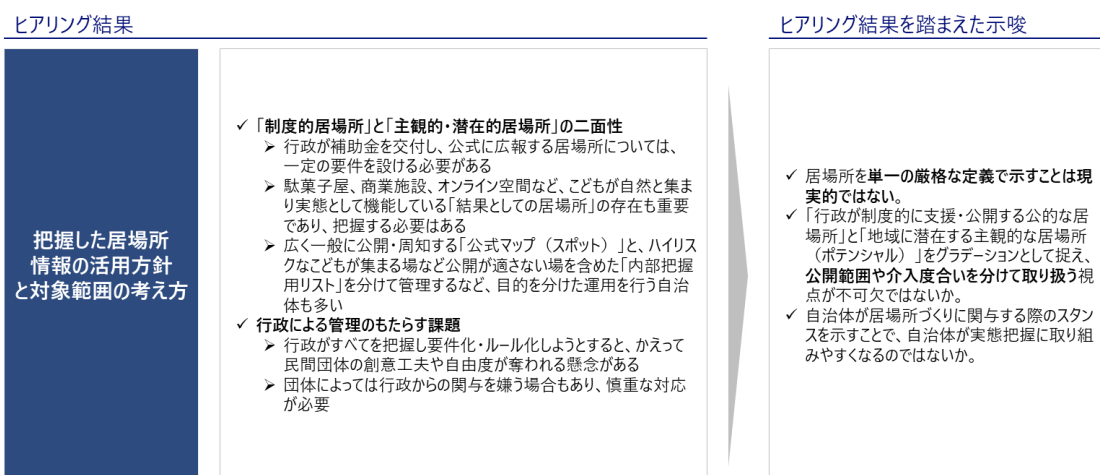 ヒアリング結果
ヒアリング結果を踏まえた示唆
把握した居場所
情報の活用方針
と対象範囲の考え方
✓ 「制度的居場所」と「主観的・潜在的居場所」の二面性
➢ 行政が補助金を交付し、公式に広報する居場所については、
一定の要件を設ける必要がある
➢ 駄菓子屋、商業施設、オンライン空間など、こどもが自然と集ま
り実態として機能している「結果としての居場所」の存在も重要
であり、把握する必要はある
➢ 広く一般に公開・周知する「公式マップ（スポット）」と、ハイリス
クなこどもが集まる場など公開が適さない場を含めた「内部把握
用リスト」を分けて管理するなど、目的を分けた運用を行う自治
体も多い
✓ 行政による管理のもたらす課題
➢ 行政がすべてを把握し要件化・ルール化しようとすると、かえって
民間団体の創意工夫や自由度が奪われる懸念がある
➢ 団体によっては行政からの関与を嫌う場合もあり、慎重な対応
が必要
✓ 居場所を単一の厳格な定義で示すことは現
実的ではない。
✓ 「行政が制度的に支援・公開する公的な居
場所」と「地域に潜在する主観的な居場所
（ポテンシャル）」をグラデーションとして捉え、
公開範囲や介入度合いを分けて取り扱う視
点が不可欠ではないか。
✓ 自治体が居場所づくりに関与する際のスタン
スを示すことで、自治体が実態把握に取り組
みやすくなるのではないか。